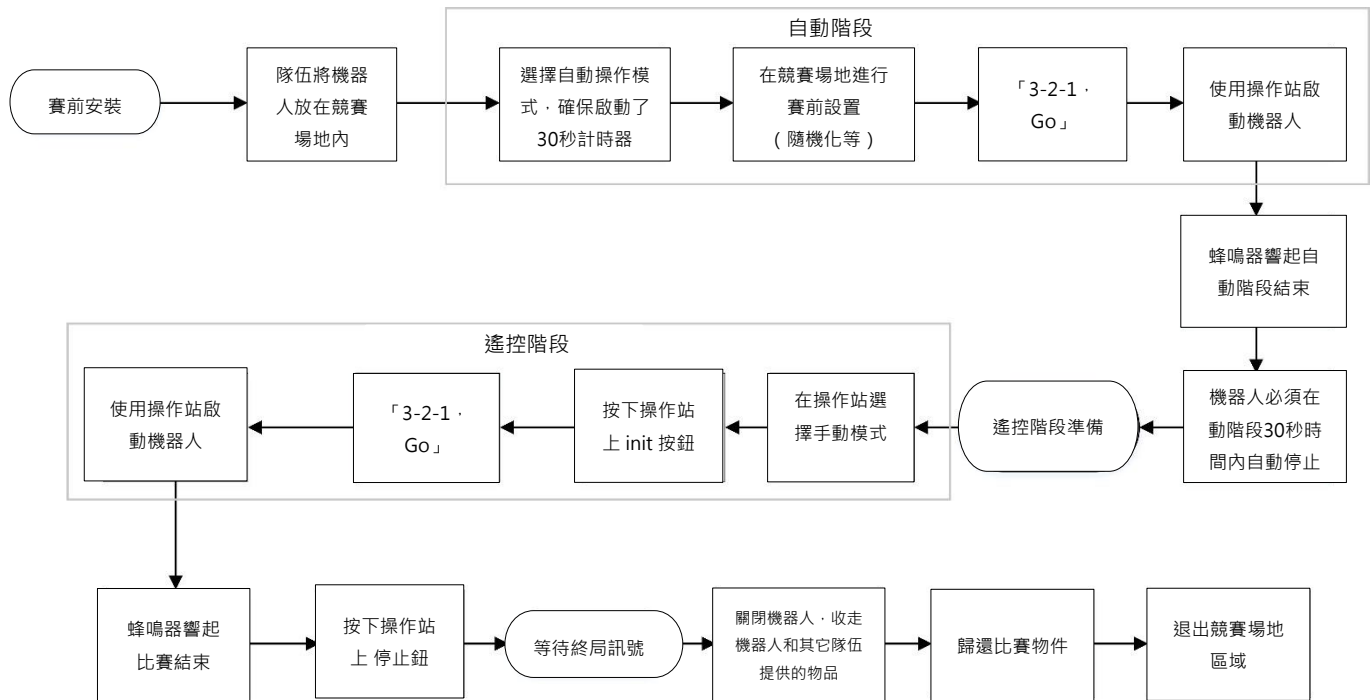 自動階段
賽前安裝
隊伍將機器
人放在競賽
場地內
選擇自動操作模
式，確保啟動了
30秒計時器
在競賽場地進行
賽前設置
（隨機化等）
「3-2-1，
Go」
使用操作站啟
動機器人
蜂鳴器響起自
動階段結束
機器人必須在
動階段30秒時
間內自動停止
遙控階段準備
遙控階段
在操作站選
擇手動模式
按下操作站
上 init 按鈕
「3-2-1，
Go」
使用操作站啟
動機器人
蜂鳴器響起
比賽結束
按下操作站
上 停止鈕
等待終局訊號
關閉機器人，收走
機器人和其它隊伍
提供的物品
歸還比賽物件
退出競賽場地
區域